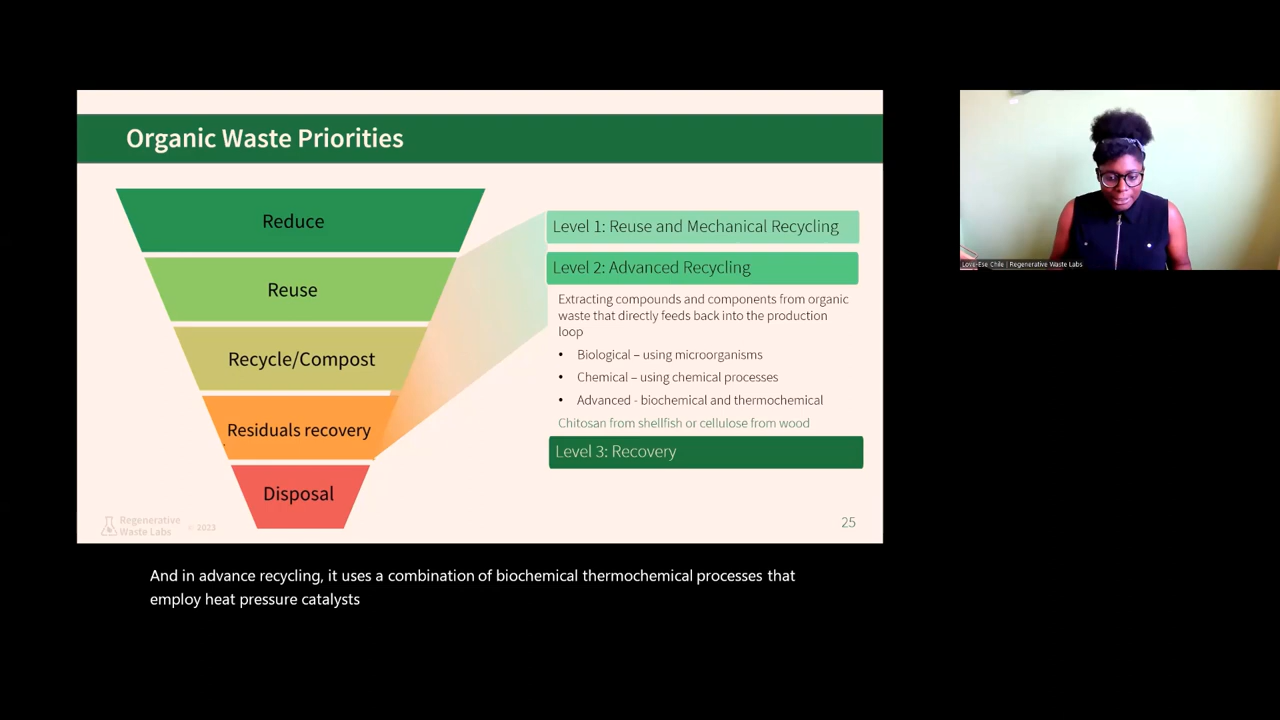 Organic Waste Priorities
Reduce
Reuse
Recycle/Compost
Residuals recovery
Disposal
Level 1: Reuse and Mechanical Recycling
Level 2: Advanced Recycling
Extracting compounds and components from organic
waste that directly feeds back into the production
loop
• Biological – using microorganisms
• Chemical – using chemical processes
• Advanced - biochemical and thermochemical
Chitosan from shellfish or cellulose from wood
Level 3: Recovery
Regenerative
Waste Labs
© 2023
25
Love-Ese Chile | Regenerative Waste Labs
And in advance recycling, it uses a combination of biochemical thermochemical processes that
employ heat pressure catalysts